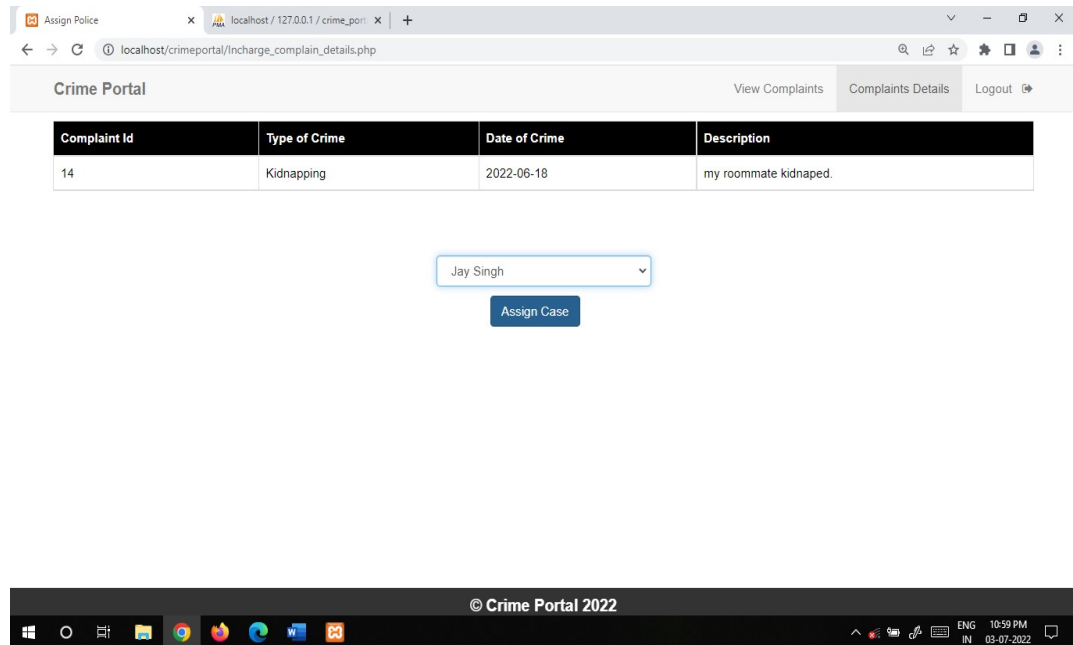 Assign Police
localhost / 127.0.0.1 / crime_port
localhost/crimeportal/Incharge_complain_details.php
Crime Portal View Complaints Complaints Details Logout
Complaint Id Type of Crime Date of Crime Description
14 Kidnapping 2022-06-18 my roommate kidnaped.
Jay Singh
Assign Case
© Crime Portal 2022
ENG 10:59 PM
IN 03-07-2022